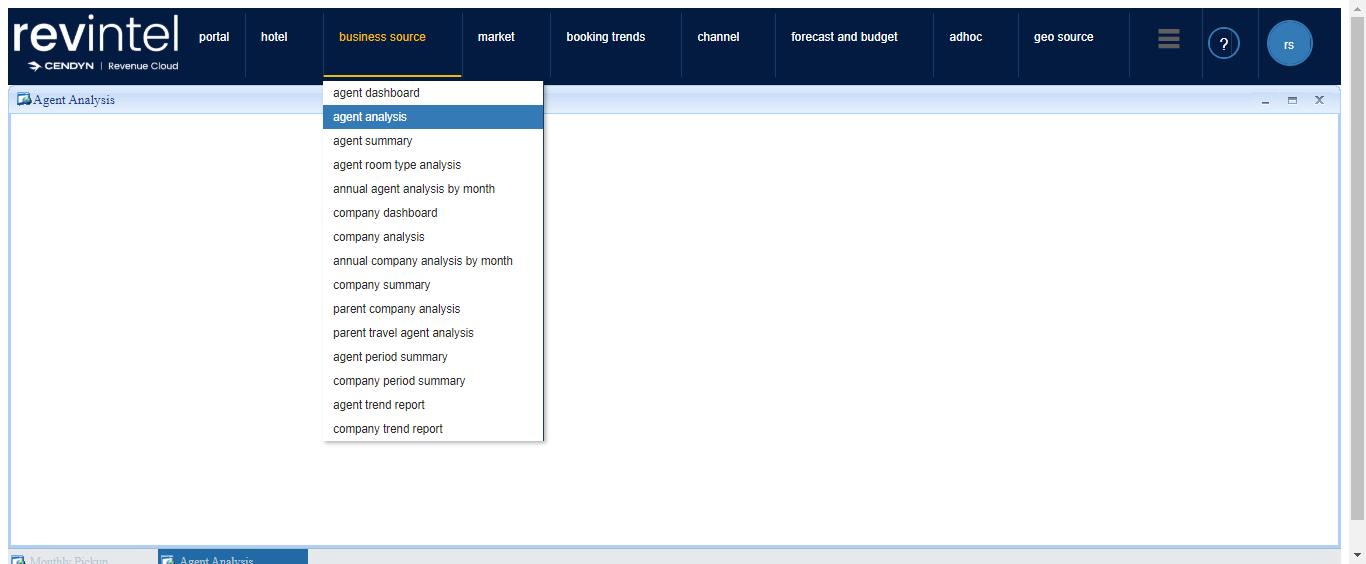 revintel
CENDYN | Revenue Cloud
portal
hotel
business source
market
booking trends
channel
forecast and budget
adhoc
geo source
?
rs
Agent Analysis
agent dashboard
agent analysis
agent summary
agent room type analysis
annual agent analysis by month
company dashboard
company analysis
annual company analysis by month
company summary
parent company analysis
parent travel agent analysis
agent period summary
company period summary
agent trend report
company trend report
Monthly Pickup
Agent Analysis